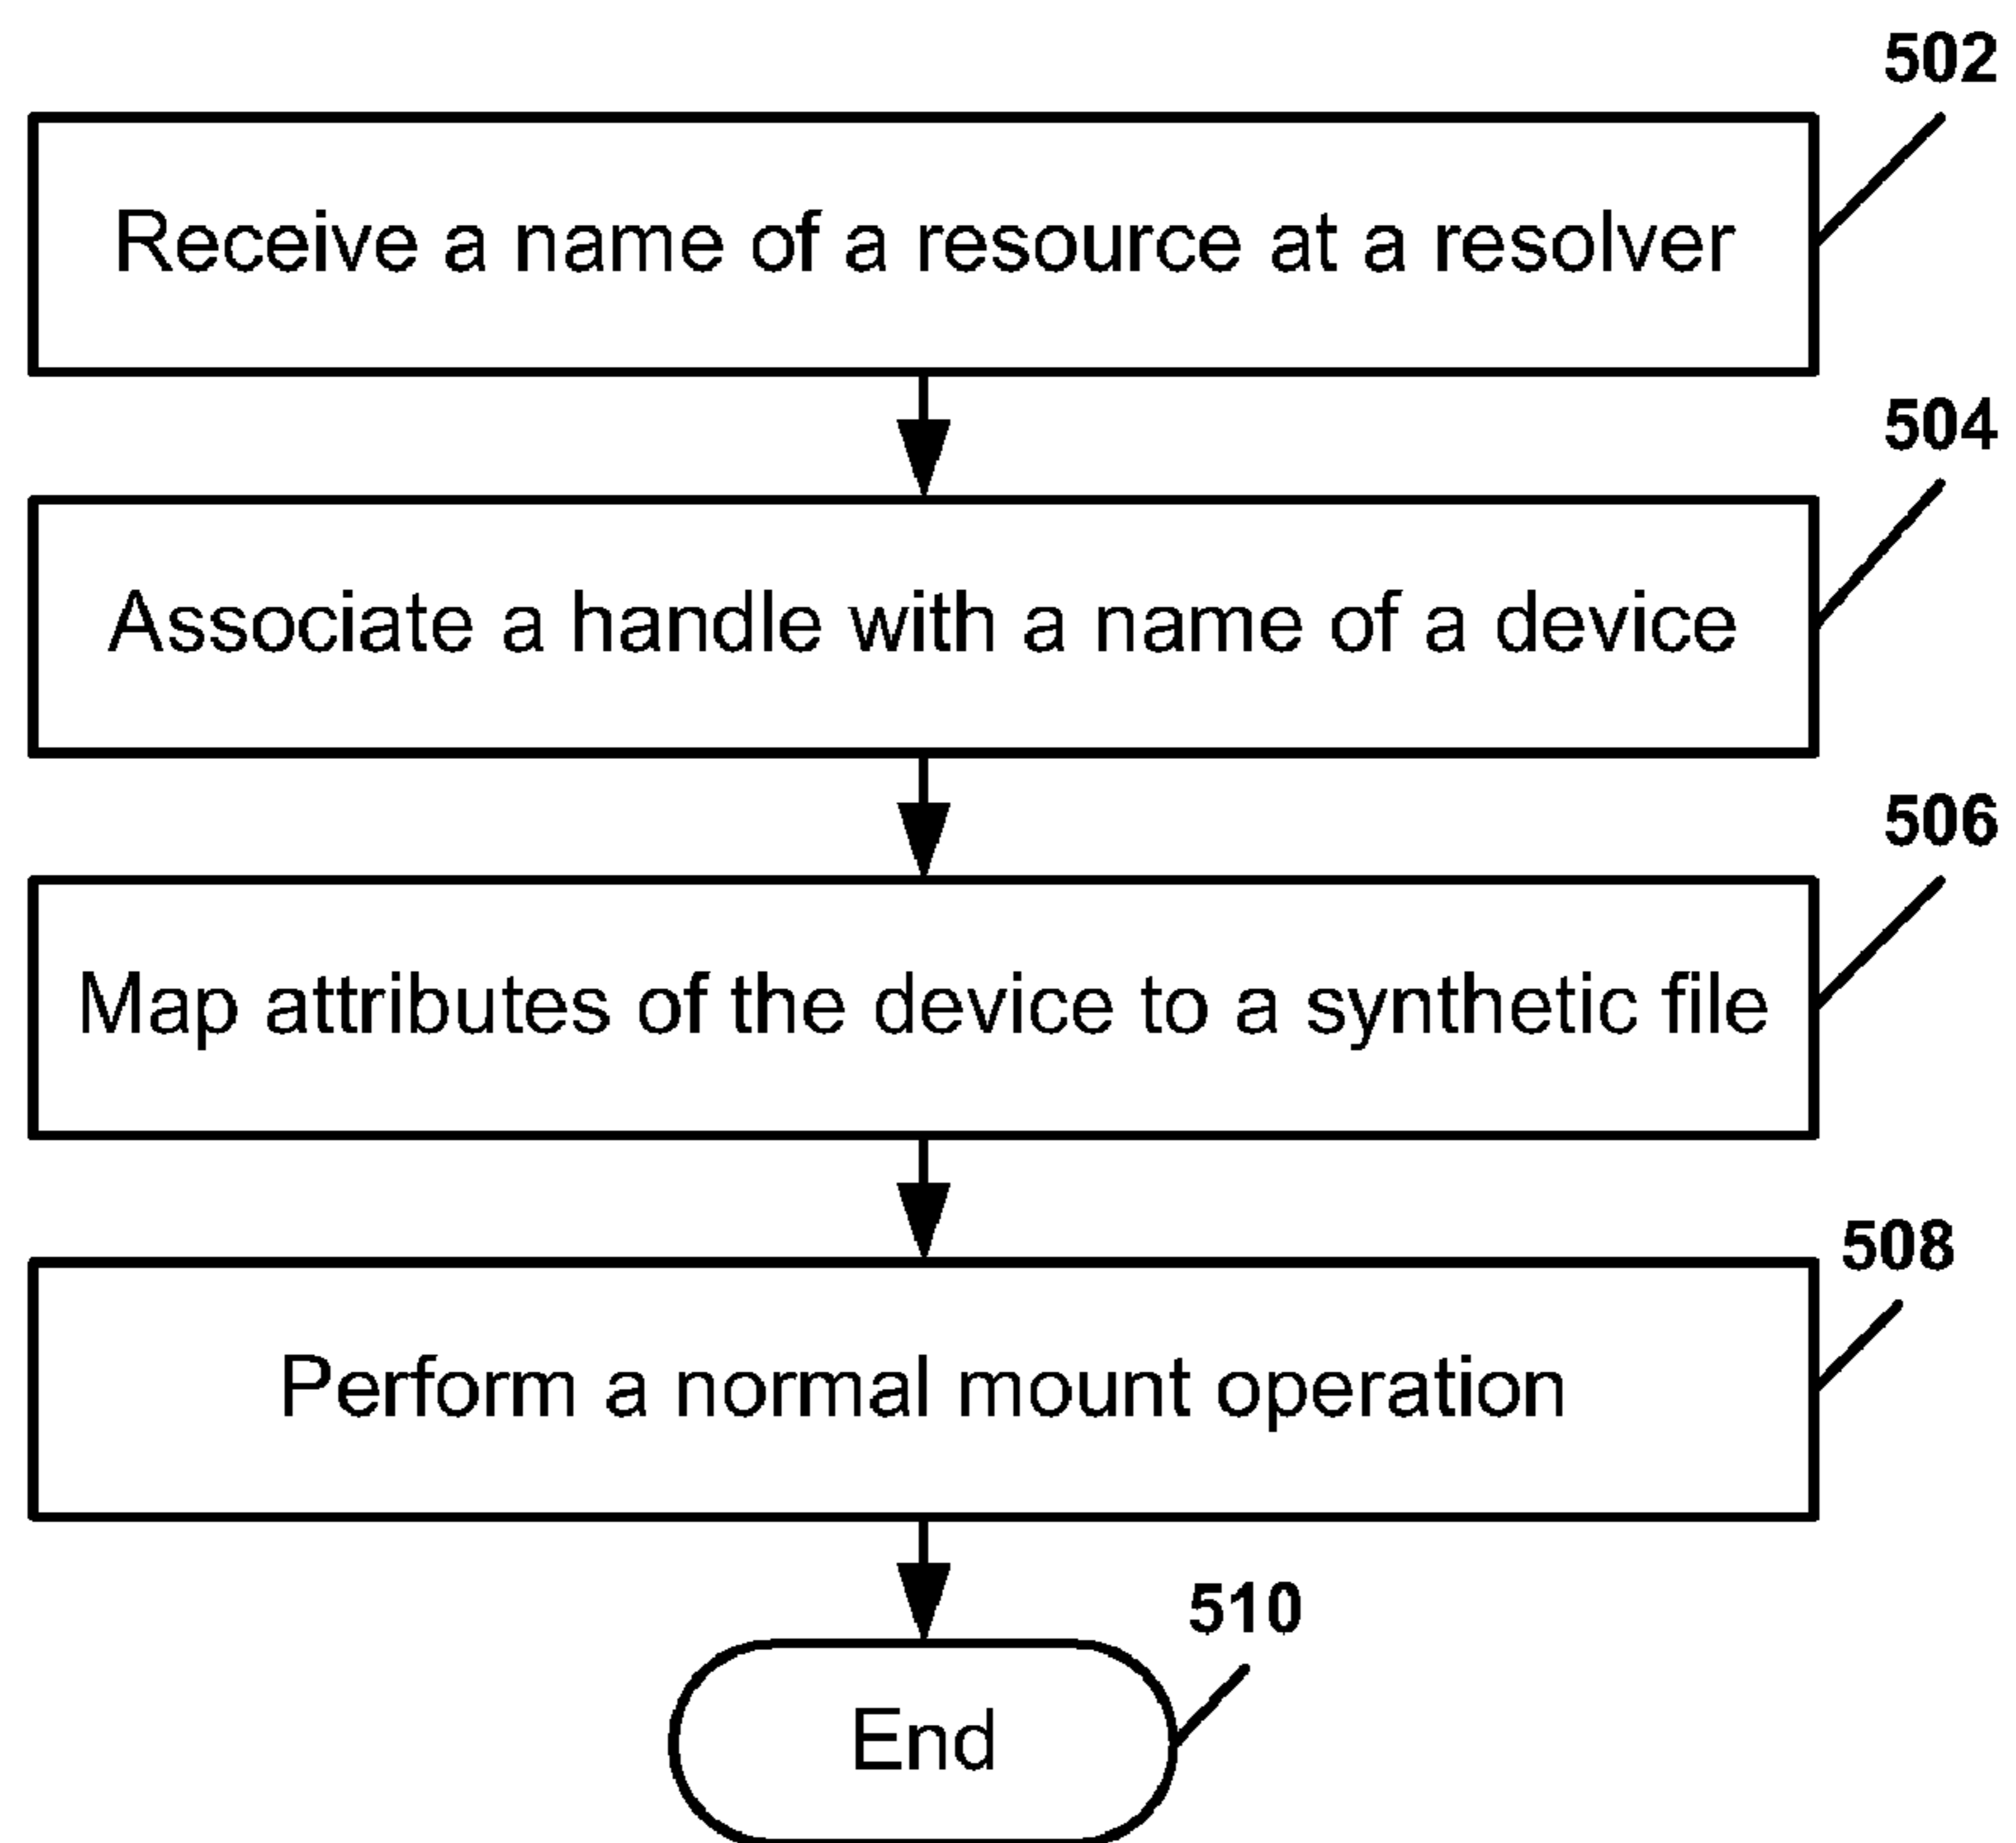 502
Receive a name of a resource at a resolver
504
Associate a handle with a name of a device
506
Map attributes of the device to a synthetic file
508
Perform a normal mount operation
510
End